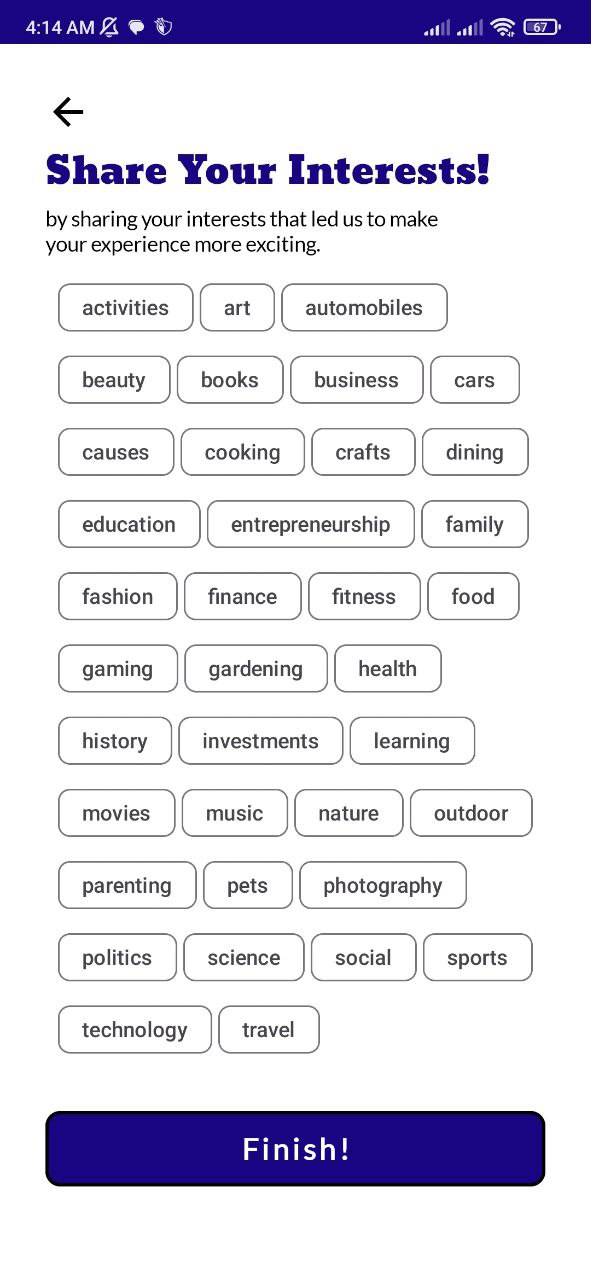 4:14 AM 67
Share Your Interests!
by sharing your interests that led us to make
your experience more exciting.
activities art automobiles
beauty books business cars
causes cooking crafts dining
education entrepreneurship family
fashion finance fitness food
gaming gardening health
history investments learning
movies music nature outdoor
parenting pets photography
politics science social sports
technology travel
Finish!